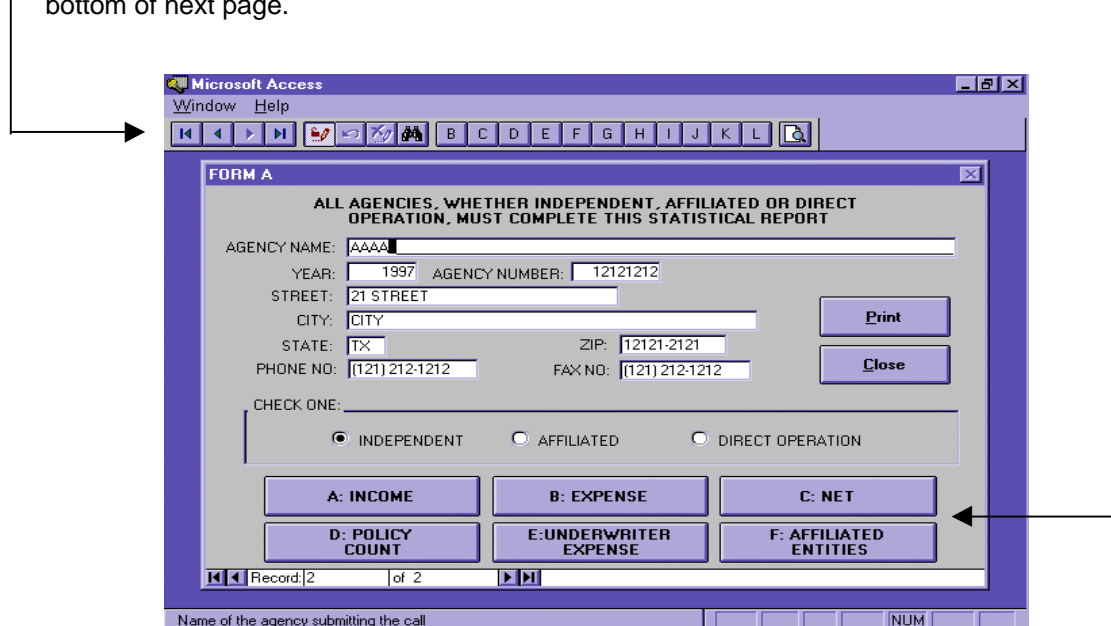 bottom of next page.
Microsoft Access
Window Help
B C D E F G H I J K L
FORM A
ALL AGENCIES, WHETHER INDEPENDENT, AFFILIATED OR DIRECT
OPERATION, MUST COMPLETE THIS STATISTICAL REPORT
AGENCY NAME: AAAA
YEAR: 1997 AGENCY NUMBER: 12121212
STREET: 21 STREET
CITY: CITY
Print
STATE: TX ZIP: 12121-2121
PHONE NO: (121) 212-1212 FAX NO: (121) 212-1212
Close
CHECK ONE:
INDEPENDENT AFFILIATED DIRECT OPERATION
A: INCOME B: EXPENSE C: NET
D: POLICY COUNT E:UNDERWRITER EXPENSE F: AFFILIATED ENTITIES
Record: 2 of 2
Name of the agency submitting the call NUM